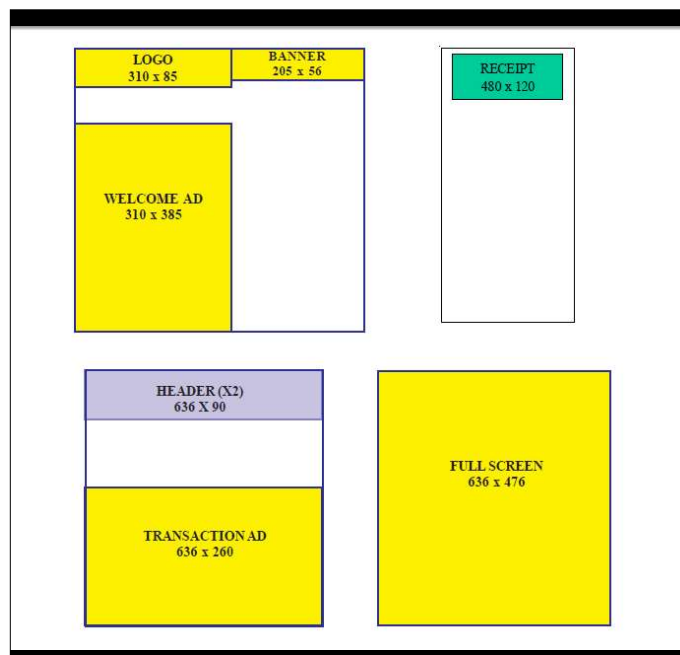 LOGO
310 x 85
BANNER
205 x 56
RECEIPT
480 x 120
WELCOME AD
310 x 385
HEADER (X2)
636 X 90
FULL SCREEN
636 x 476
TRANSACTION AD
636 x 260